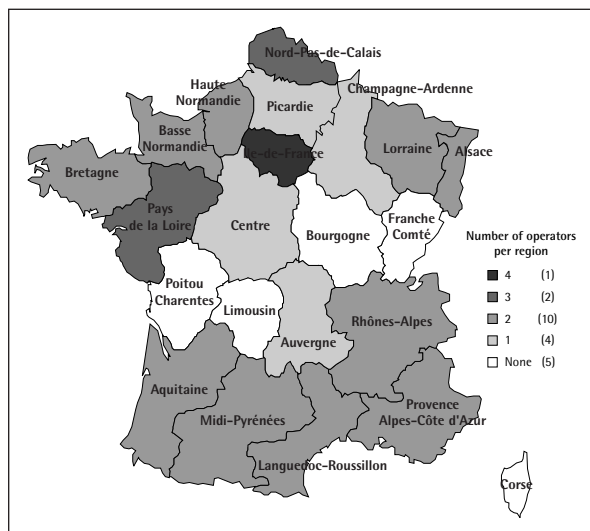 Nord-Pas-de-Calais
Haute
Normandie
Picardie
Champagne-Ardenne
Basse
Normandie
Île-de-France
Lorraine
Alsace
Bretagne
Pays
de la Loire
Centre
Bourgogne
Franche
Comté
Poitou
Charentes
Limousin
Auvergne
Rhônes-Alpes
Aquitaine
Midi-Pyrénées
Languedoc-Roussillon
Provence
Alpes-Côte d'Azur
Corse
Number of operators
per region
4 (1)
3 (2)
2 (10)
1 (4)
None (5)